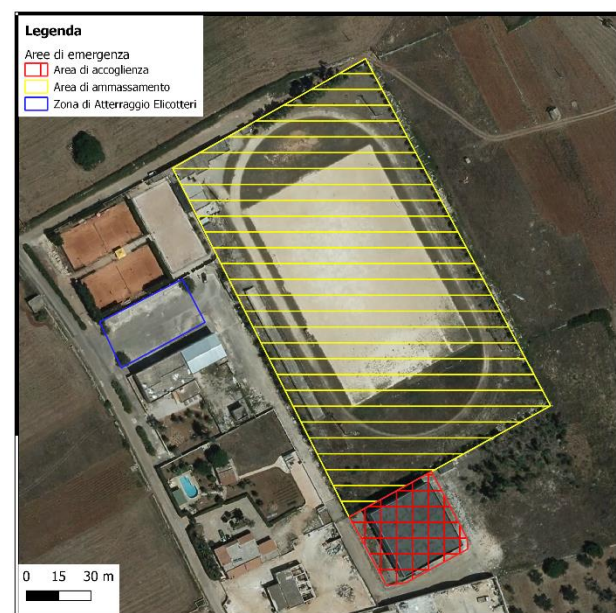 Legenda
Aree di emergenza
Area di accoglienza
Area di ammassamento
Zona di Atterraggio Elicotteri
0 15 30 m